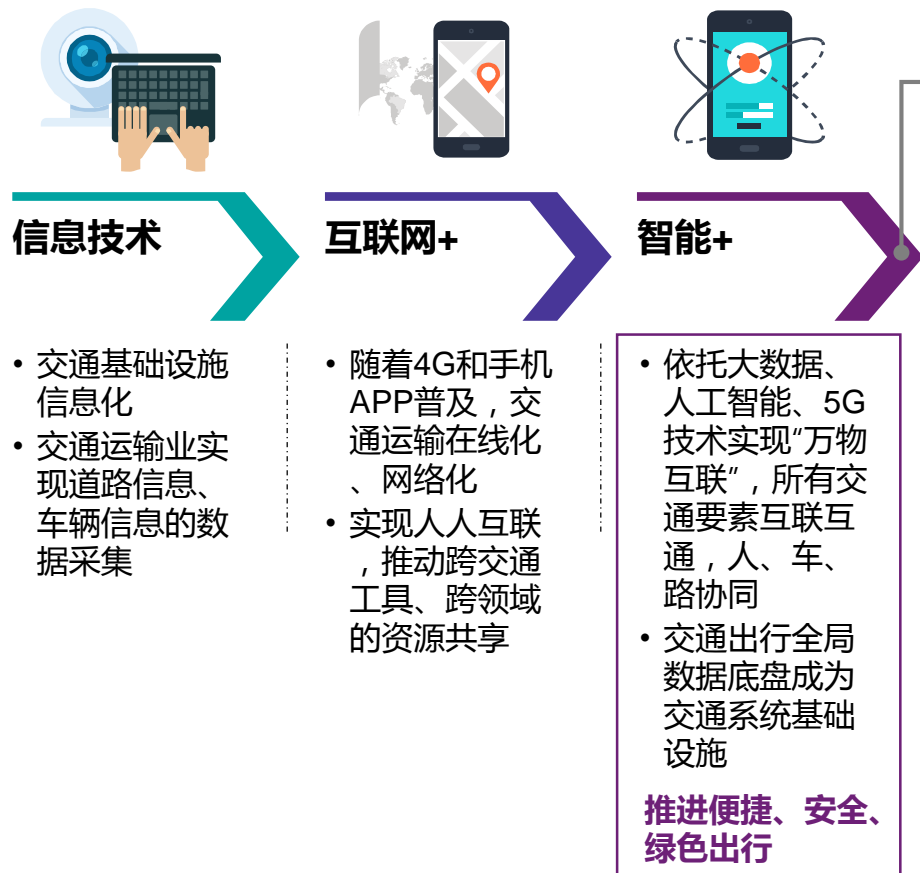 信息技术
• 交通基础设施
信息化
• 交通运输业实
现道路信息、
车辆信息的数
据采集
互联网+
• 随着4G和手机
APP普及，交
通运输在线化
、网络化
• 实现人人互联
，推动跨交通
工具、跨领域
的资源共享
智能+
• 依托大数据、
人工智能、5G
技术实现“万物
互联”，所有交
通要素互联互
通，人、车、
路协同
• 交通出行全局
数据底盘成为
交通系统基础
设施
推进便捷、安全、
绿色出行